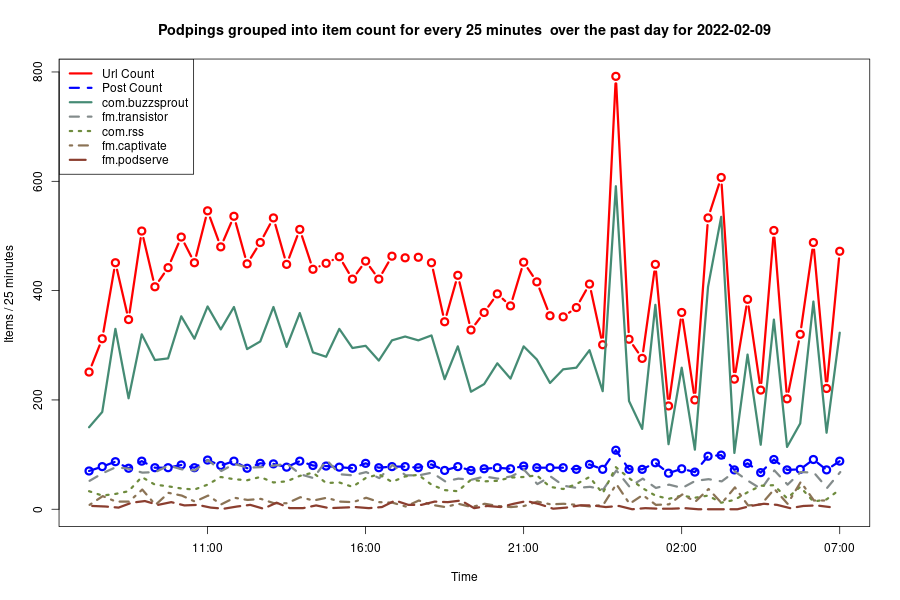 Podpings grouped into item count for every 25 minutes  over the past day for 2022-02-09
Url Count
Post Count
com.buzzsprout
fm.transistor
com.rss
fm.captivate
fm.podserve
Items / 25 minutes
800
600
400
200
0
11:00 16:00 21:00 02:00 07:00
Time